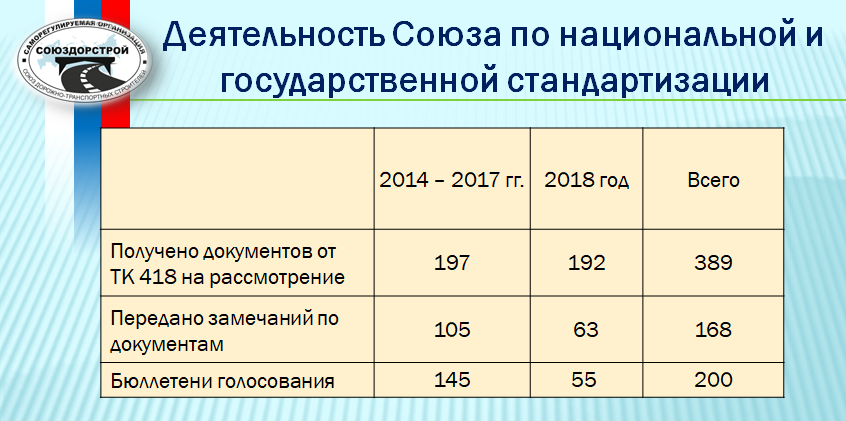 САМОРЕГУЛИРУЕМАЯ ОРГАНИЗАЦИЯ
СОЮЗДОРСТРОЙ
СОЮЗ ДОРОЖНО-ТРАНСПОРТНЫХ СТРОИТЕЛЕЙ
Деятельность Союза по национальной и
государственной стандартизации
2014 – 2017 гг. 2018 год Всего
Получено документов от
ТК 418 на рассмотрение 197 192 389
Передано замечаний по
документам 105 63 168
Бюллетени голосования 145 55 200